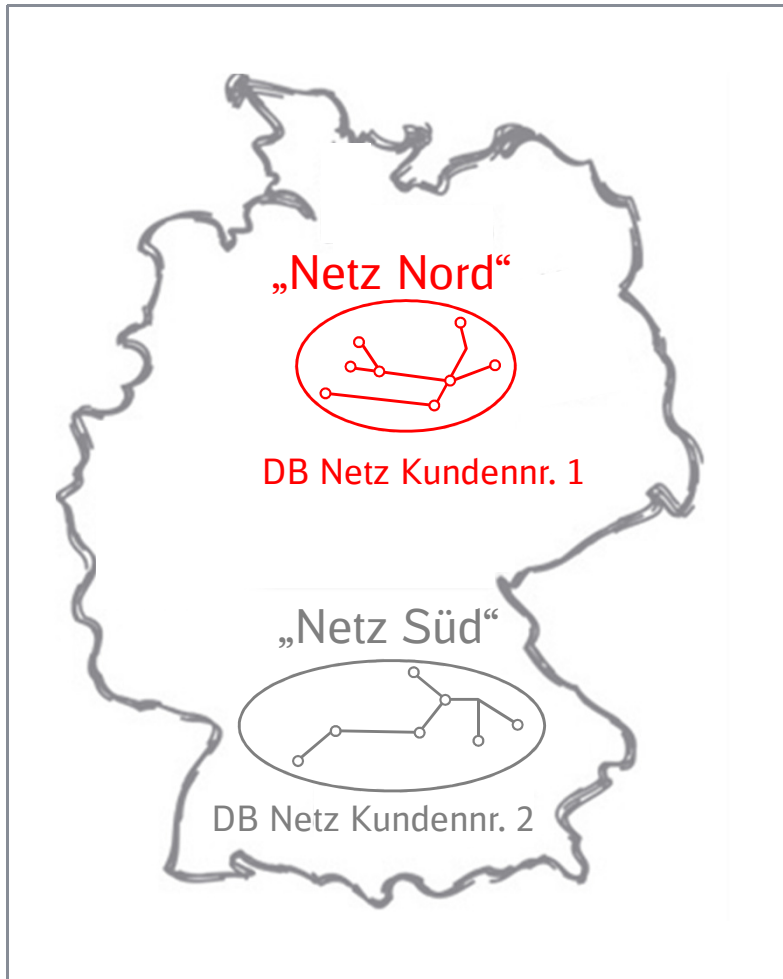 „Netz Nord“
DB Netz Kundennr. 1
„Netz Süd“
DB Netz Kundennr. 2